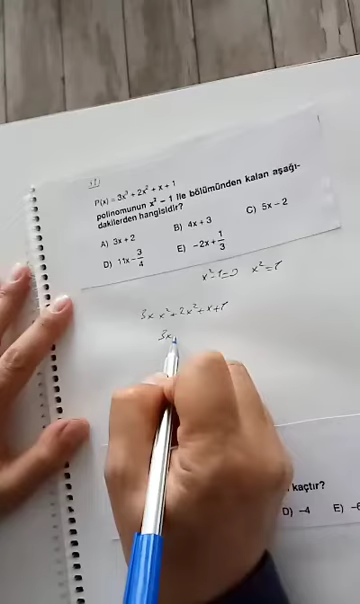 P(x) = 3x³ + 2x² + x + 1
polinomunun x² − 1 ile bölümünden kalan aşağı-
dakilerden hangisidir?
A) 3x + 2 B) 4x + 3 C) 5x − 2
D) 11x − 3/4 E) −2x + 1/3
x²-1=0 x²=1
3x x²+2x²+x+1
3x
kaçtır?
D) −4 E)